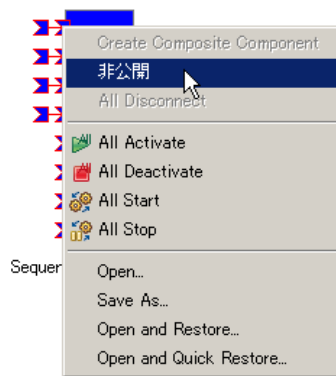 Create Composite Component
非公開
All Disconnect
All Activate
All Deactivate
All Start
All Stop
Sequen
Open...
Save As...
Open and Restore...
Open and Quick Restore...